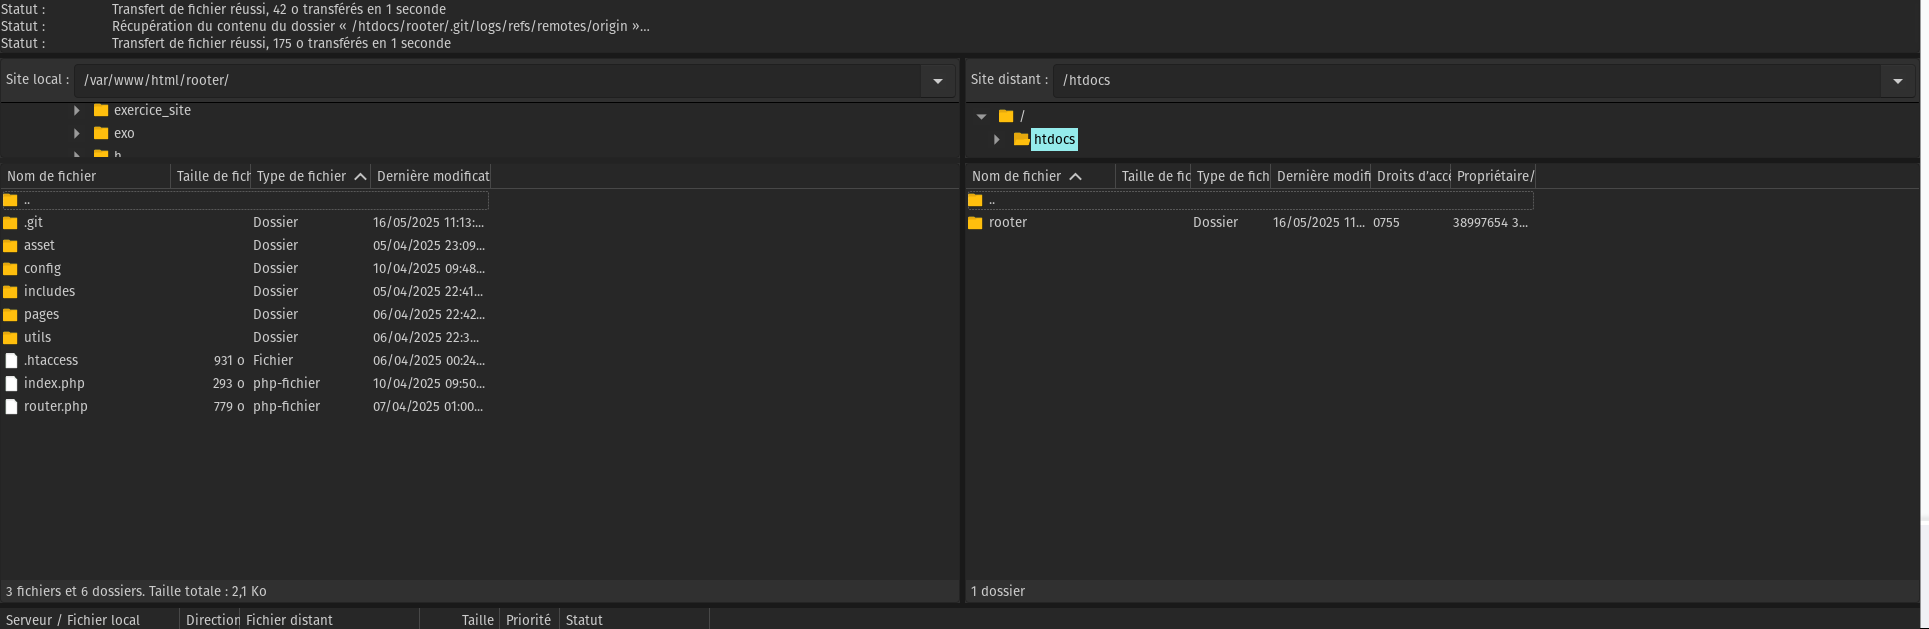 Statut : Transfert de fichier réussi, 42 o transférés en 1 seconde
Statut : Récupération du contenu du dossier « /htdocs/rooter/.git/logs/refs/remotes/origin »...
Statut : Transfert de fichier réussi, 175 o transférés en 1 seconde
Site local : /var/www/html/rooter/
exercice_site
exo
Nom de fichier Taille de fich Type de fichier Dernière modificat
..
.git Dossier 16/05/2025 11:13:...
asset Dossier 05/04/2025 23:09...
config Dossier 10/04/2025 09:48...
includes Dossier 05/04/2025 22:41...
pages Dossier 06/04/2025 22:42...
utils Dossier 06/04/2025 22:3...
.htaccess 931 o Fichier 06/04/2025 00:24...
index.php 293 o php-fichier 10/04/2025 09:50...
router.php 779 o php-fichier 07/04/2025 01:00...
3 fichiers et 6 dossiers. Taille totale : 2,1 Ko
Site distant : /htdocs
/
htdocs
Nom de fichier Taille de fic Type de fich Dernière modifi Droits d'accè Propriétaire/
..
rooter Dossier 16/05/2025 11... 0755 38997654 3...
1 dossier
Serveur / Fichier local Direction Fichier distant Taille Priorité Statut